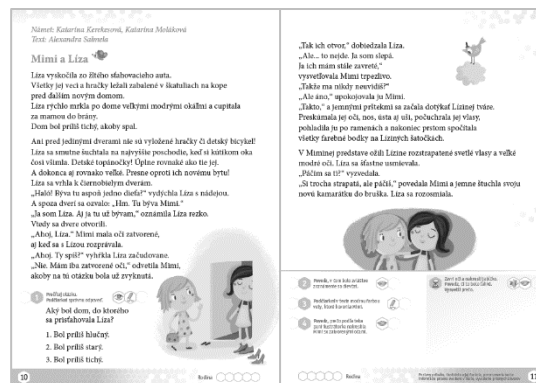 Námet: Katarína Kerekesová, Katarína Moláková
Text: Alexandra Salmela
Mimi a Líza
Líza vyskočila zo žltého sťahovacieho auta.
Všetky jej veci a hračky ležali zabalené v škatuliach na kope
pred ďalším novým domom.
Líza rýchlo mrkla po dome veľkými modrými okáľmi a cupitala
za mamou do brány.
Dom bol príliš tichý, akoby spal.
Ani pred jedinými dverami nie sú vyložené hračky či detský bicykel!
Líza sa smutne šuchtala na najvyššie poschodie, keď si kútikom oka
čosi všimla. Detské topánočky! Úplne rovnaké ako tie jej.
A dokonca aj rovnako veľké. Presne oproti ich novému bytu!
Líza sa vrhla k čiernobielym dverám.
„Haló! Býva tu aspoň jedno dieťa?“ vydýchla Líza s nádejou.
A spoza dverí sa ozvalo: „Hm. Tu býva Mimi.“
„Ja som Líza. Aj ja tu už bývam,“ oznámila Líza rezko.
Vtedy sa dvere otvorili.
„Ahoj, Líza.“ Mimi mala oči zatvorené,
aj keď sa s Lízou rozprávala.
„Ahoj. Ty spíš?“ vyhŕkla Líza začudovane.
„Nie. Mám iba zatvorené oči,“ odvetila Mimi,
akoby na tú otázku bola už zvyknutá.
1
Aký bol dom, do ktorého
sa prisťahovala Líza?
1. Bol príliš hlučný.
2. Bol príliš starý.
3. Bol príliš tichý.
10
„Tak ich otvor,“ dobiedzala Líza.
„Ale... to nejde. Ja som slepá.
Ja ich mám stále zavreté,“
vysvetľovala Mimi trpezlivo.
„Takže ma nikdy neuvidíš?“
„Ale áno,“ upokojovala ju Mimi.
„Takto,“ a jemnými prštekmi sa začala dotýkať Lízinej tváre.
Preskúmala jej oči, nos, ústa aj uši, počuchrala jej vlasy,
pohladila ju po ramenách a nakoniec prstom spočítala
všetky farebné bodky na Líziných šatočkách.
V Miminej predstave ožili Lízine rozstrapatené svetlé vlasy a veľké
modré oči. Líza sa šťastne usmievala.
„Páčim sa ti?“ vyzvedala.
„Si trocha strapatá, ale páčiš,“ povedala Mimi a jemne štuchla svoju
novú kamarátku do bruška. Líza sa rozosmiala.
2
3
4
11